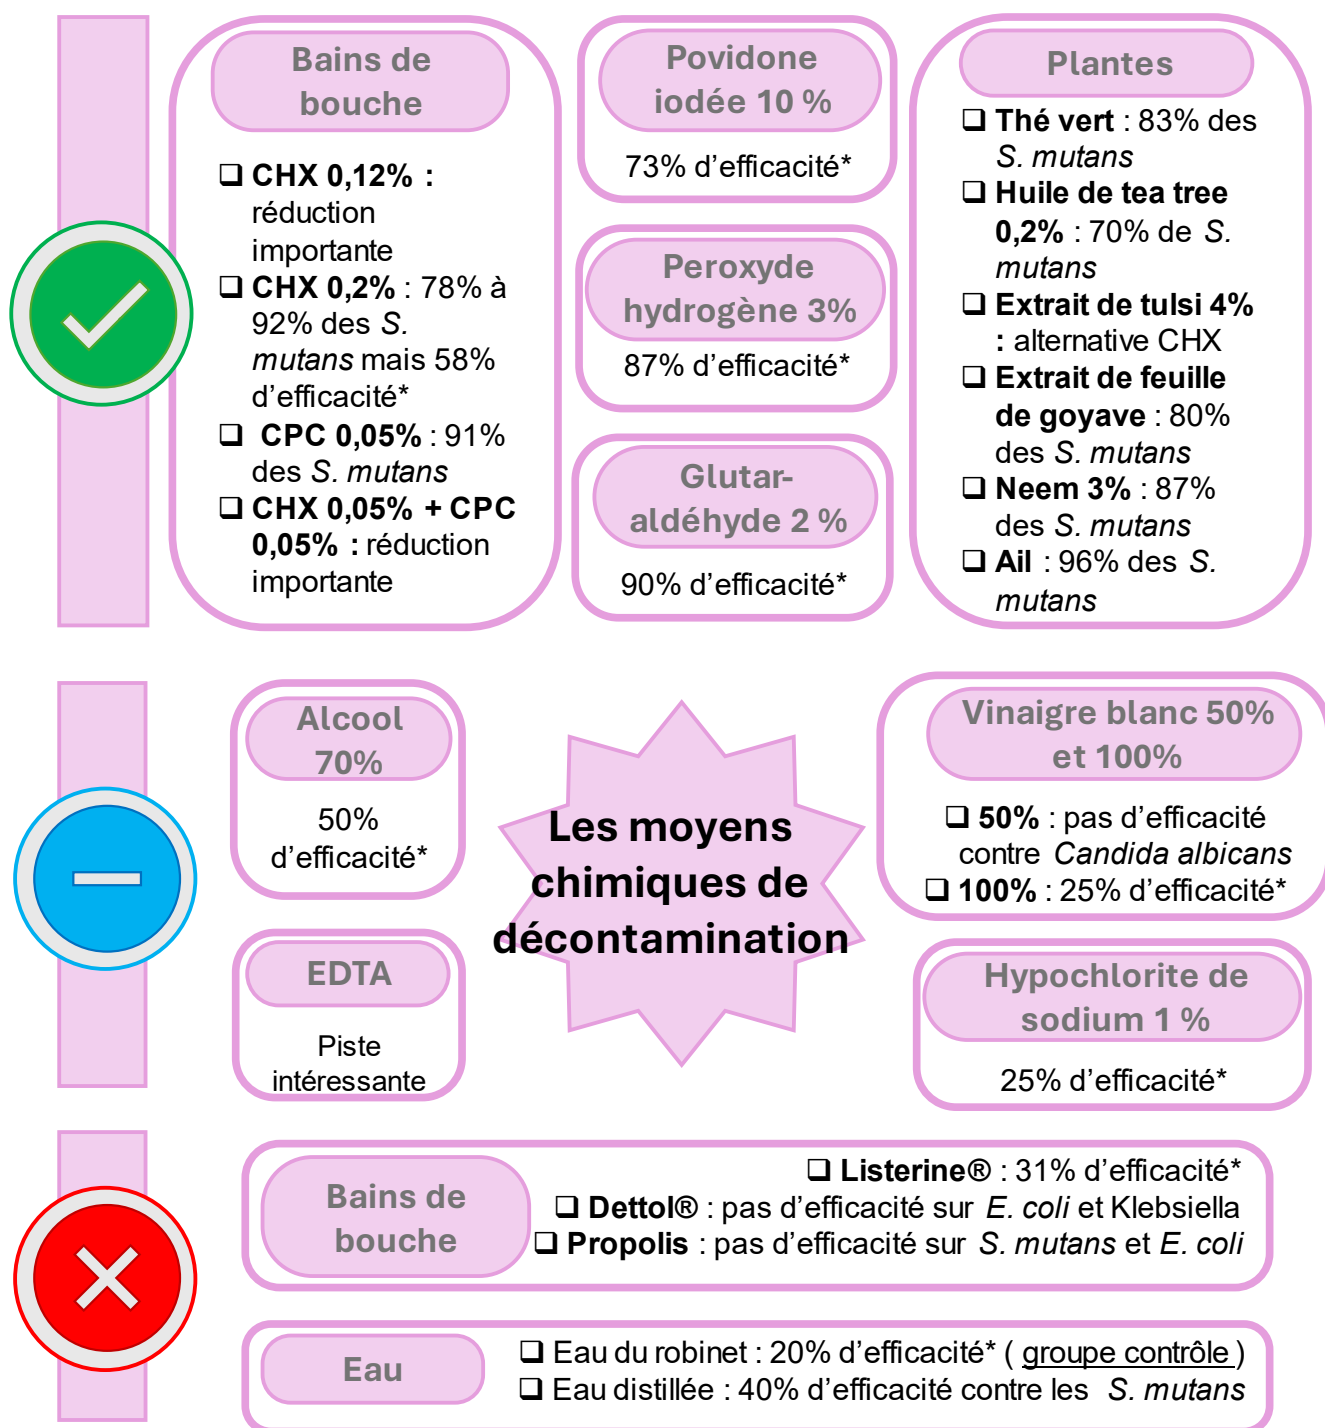 Bains de
bouche
❑ CHX 0,12% :
réduction
importante
❑ CHX 0,2% : 78% à
92% des S.
mutans mais 58%
d’efficacité*
❑ CPC 0,05% : 91%
des S. mutans
❑ CHX 0,05% + CPC
0,05% : réduction
importante
Povidone
iodée 10 %
73% d’efficacité*
Peroxyde
hydrogène 3%
87% d’efficacité*
Glutar-
aldéhyde 2 %
90% d’efficacité*
Plantes
❑ Thé vert : 83% des
S. mutans
❑ Huile de tea tree
0,2% : 70% de S.
mutans
❑ Extrait de tulsi 4%
: alternative CHX
❑ Extrait de feuille
de goyave : 80%
des S. mutans
❑ Neem 3% : 87%
des S. mutans
❑ Ail : 96% des S.
mutans
Alcool
70%
50%
d’efficacité*
EDTA
Piste
intéressante
Les moyens
chimiques de
décontamination
Vinaigre blanc 50%
et 100%
❑ 50% : pas d’efficacité
contre Candida albicans
❑ 100% : 25% d’efficacité*
Hypochlorite de
sodium 1 %
25% d’efficacité*
Bains de
bouche
❑ Listerine® : 31% d’efficacité*
❑ Dettol® : pas d’efficacité sur E. coli et Klebsiella
❑ Propolis : pas d’efficacité sur S. mutans et E. coli
Eau
❑ Eau du robinet : 20% d’efficacité* ( groupe contrôle )
❑ Eau distillée : 40% d’efficacité contre les S. mutans